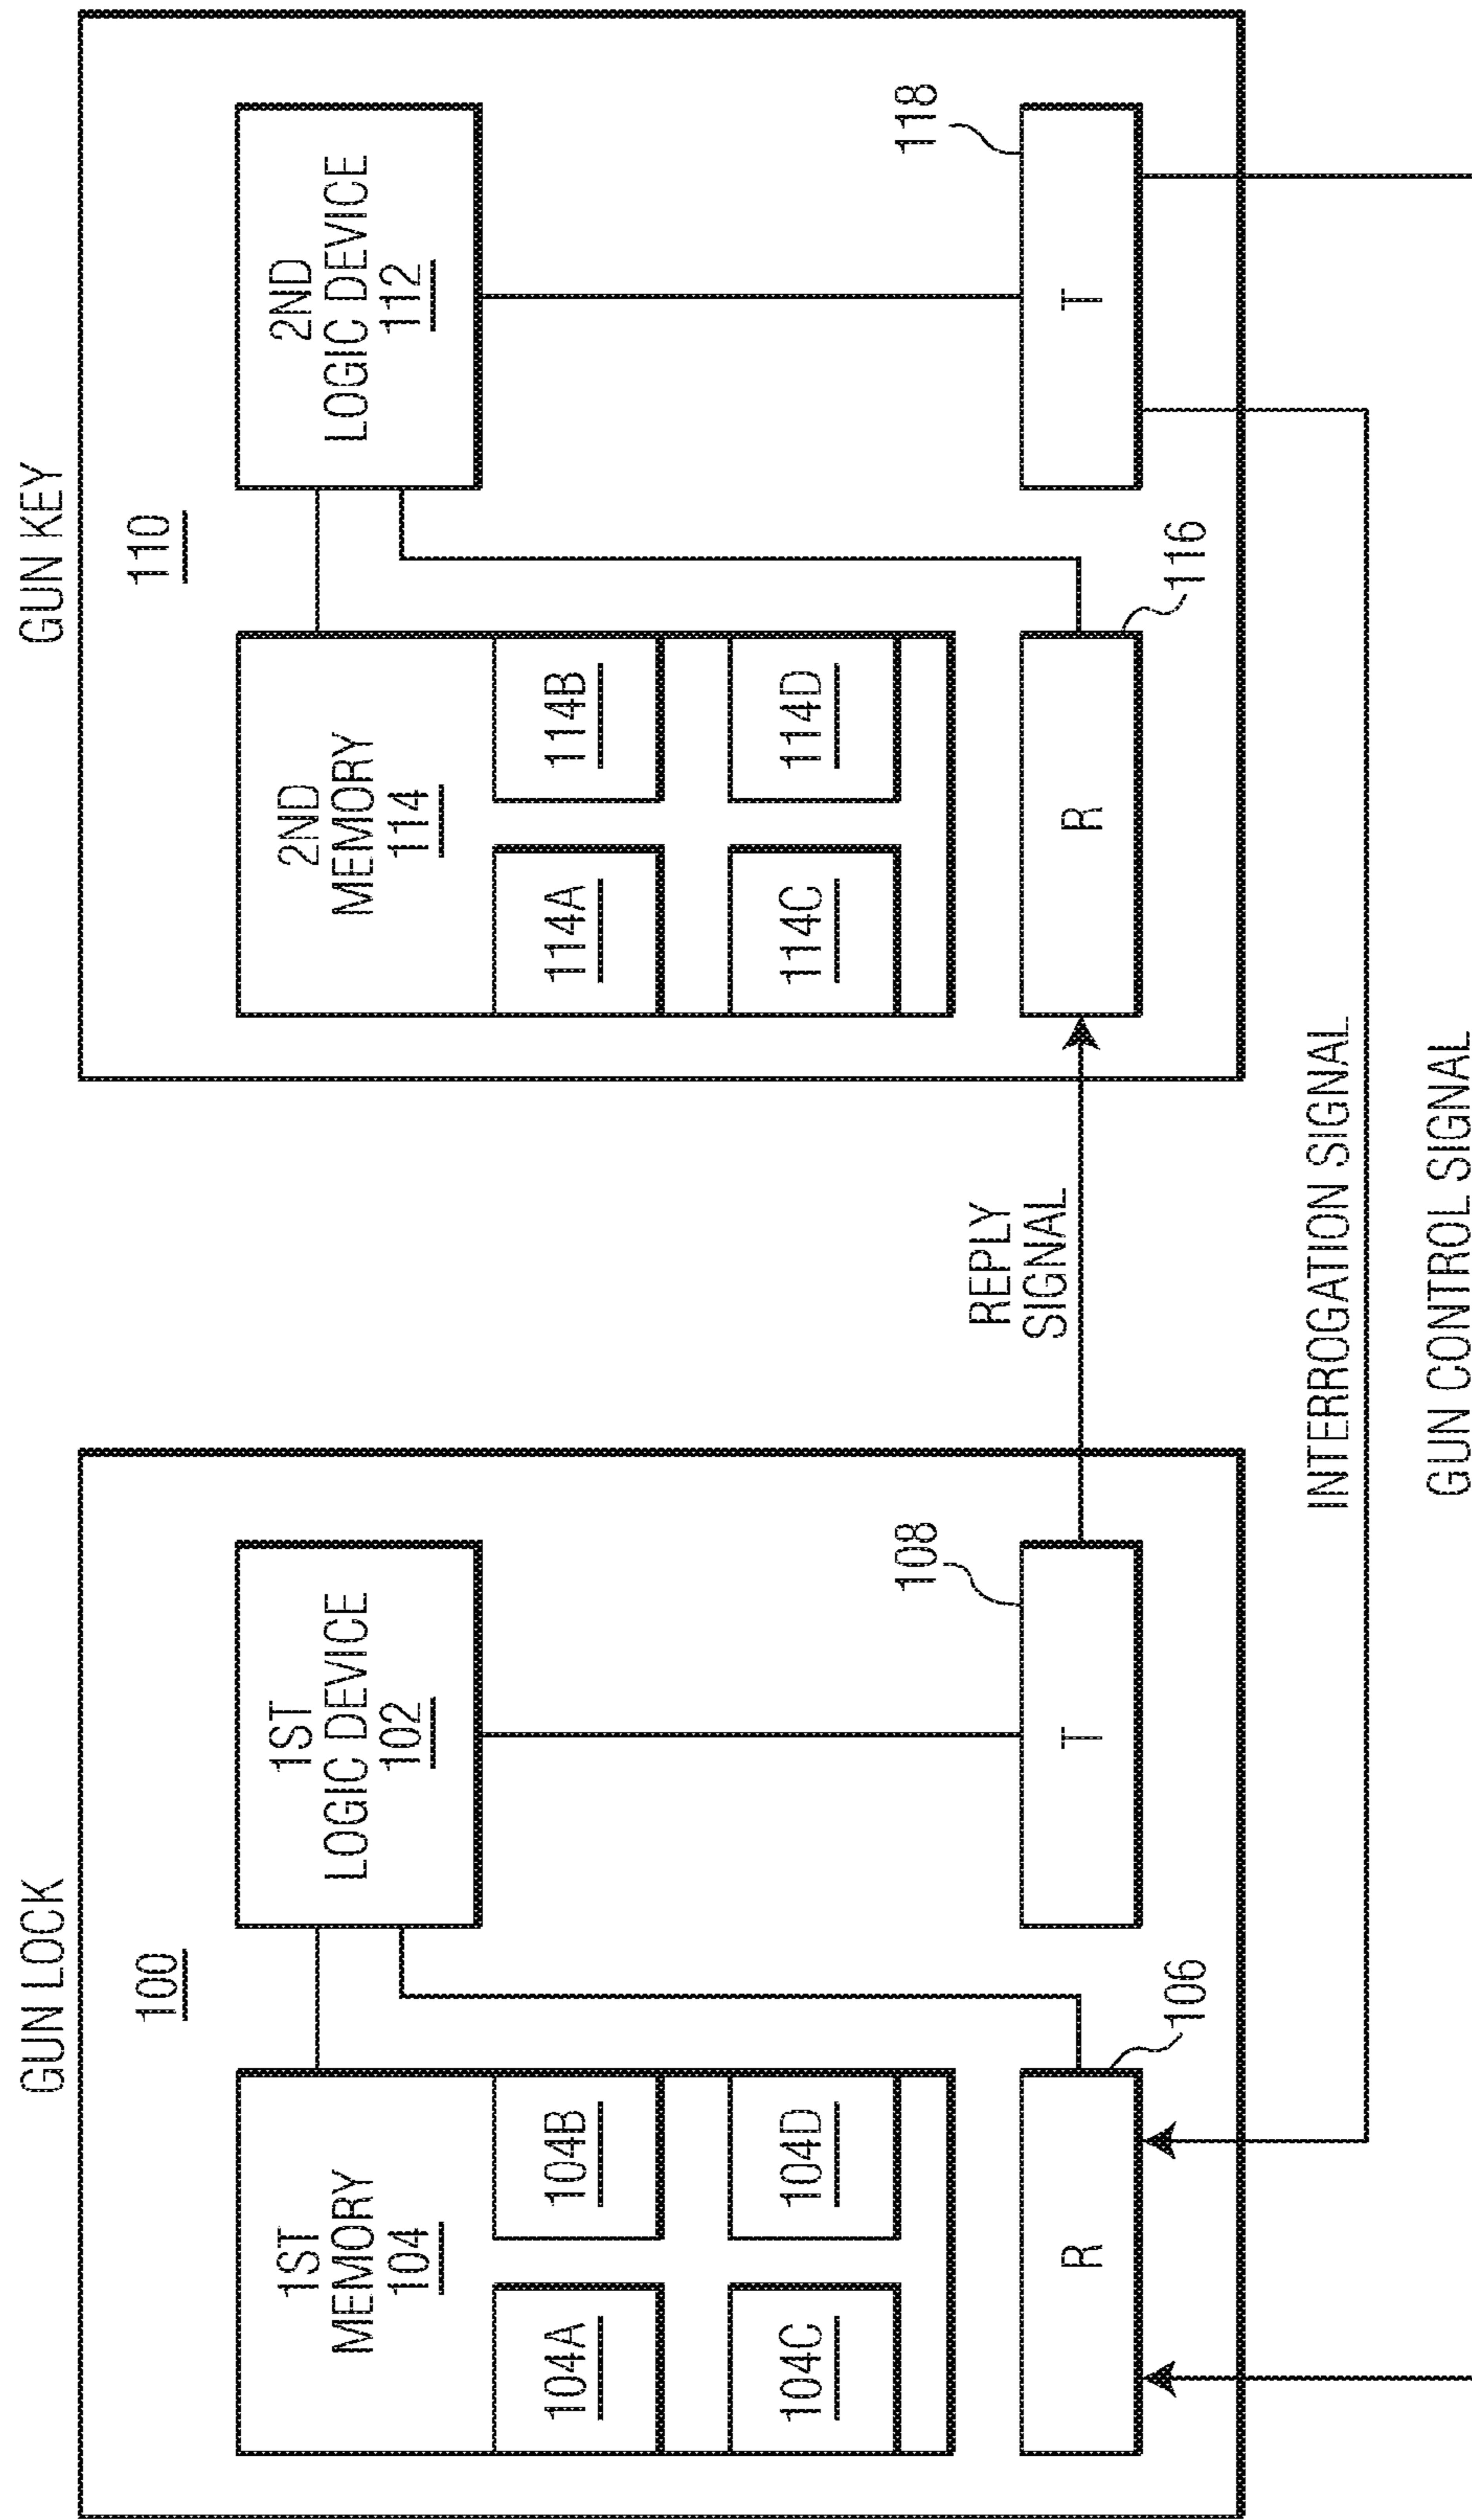 GUN LOCK
100
1ST
MEMORY
104
104A
104B
104C
104D
1ST
LOGIC DEVICE
102
R
106
T
108
REPLY
SIGNAL
GUN KEY
110
2ND
MEMORY
114
114A
114B
114C
114D
2ND
LOGIC DEVICE
112
R
116
T
118
INTERROGATION SIGNAL
GUN CONTROL SIGNAL